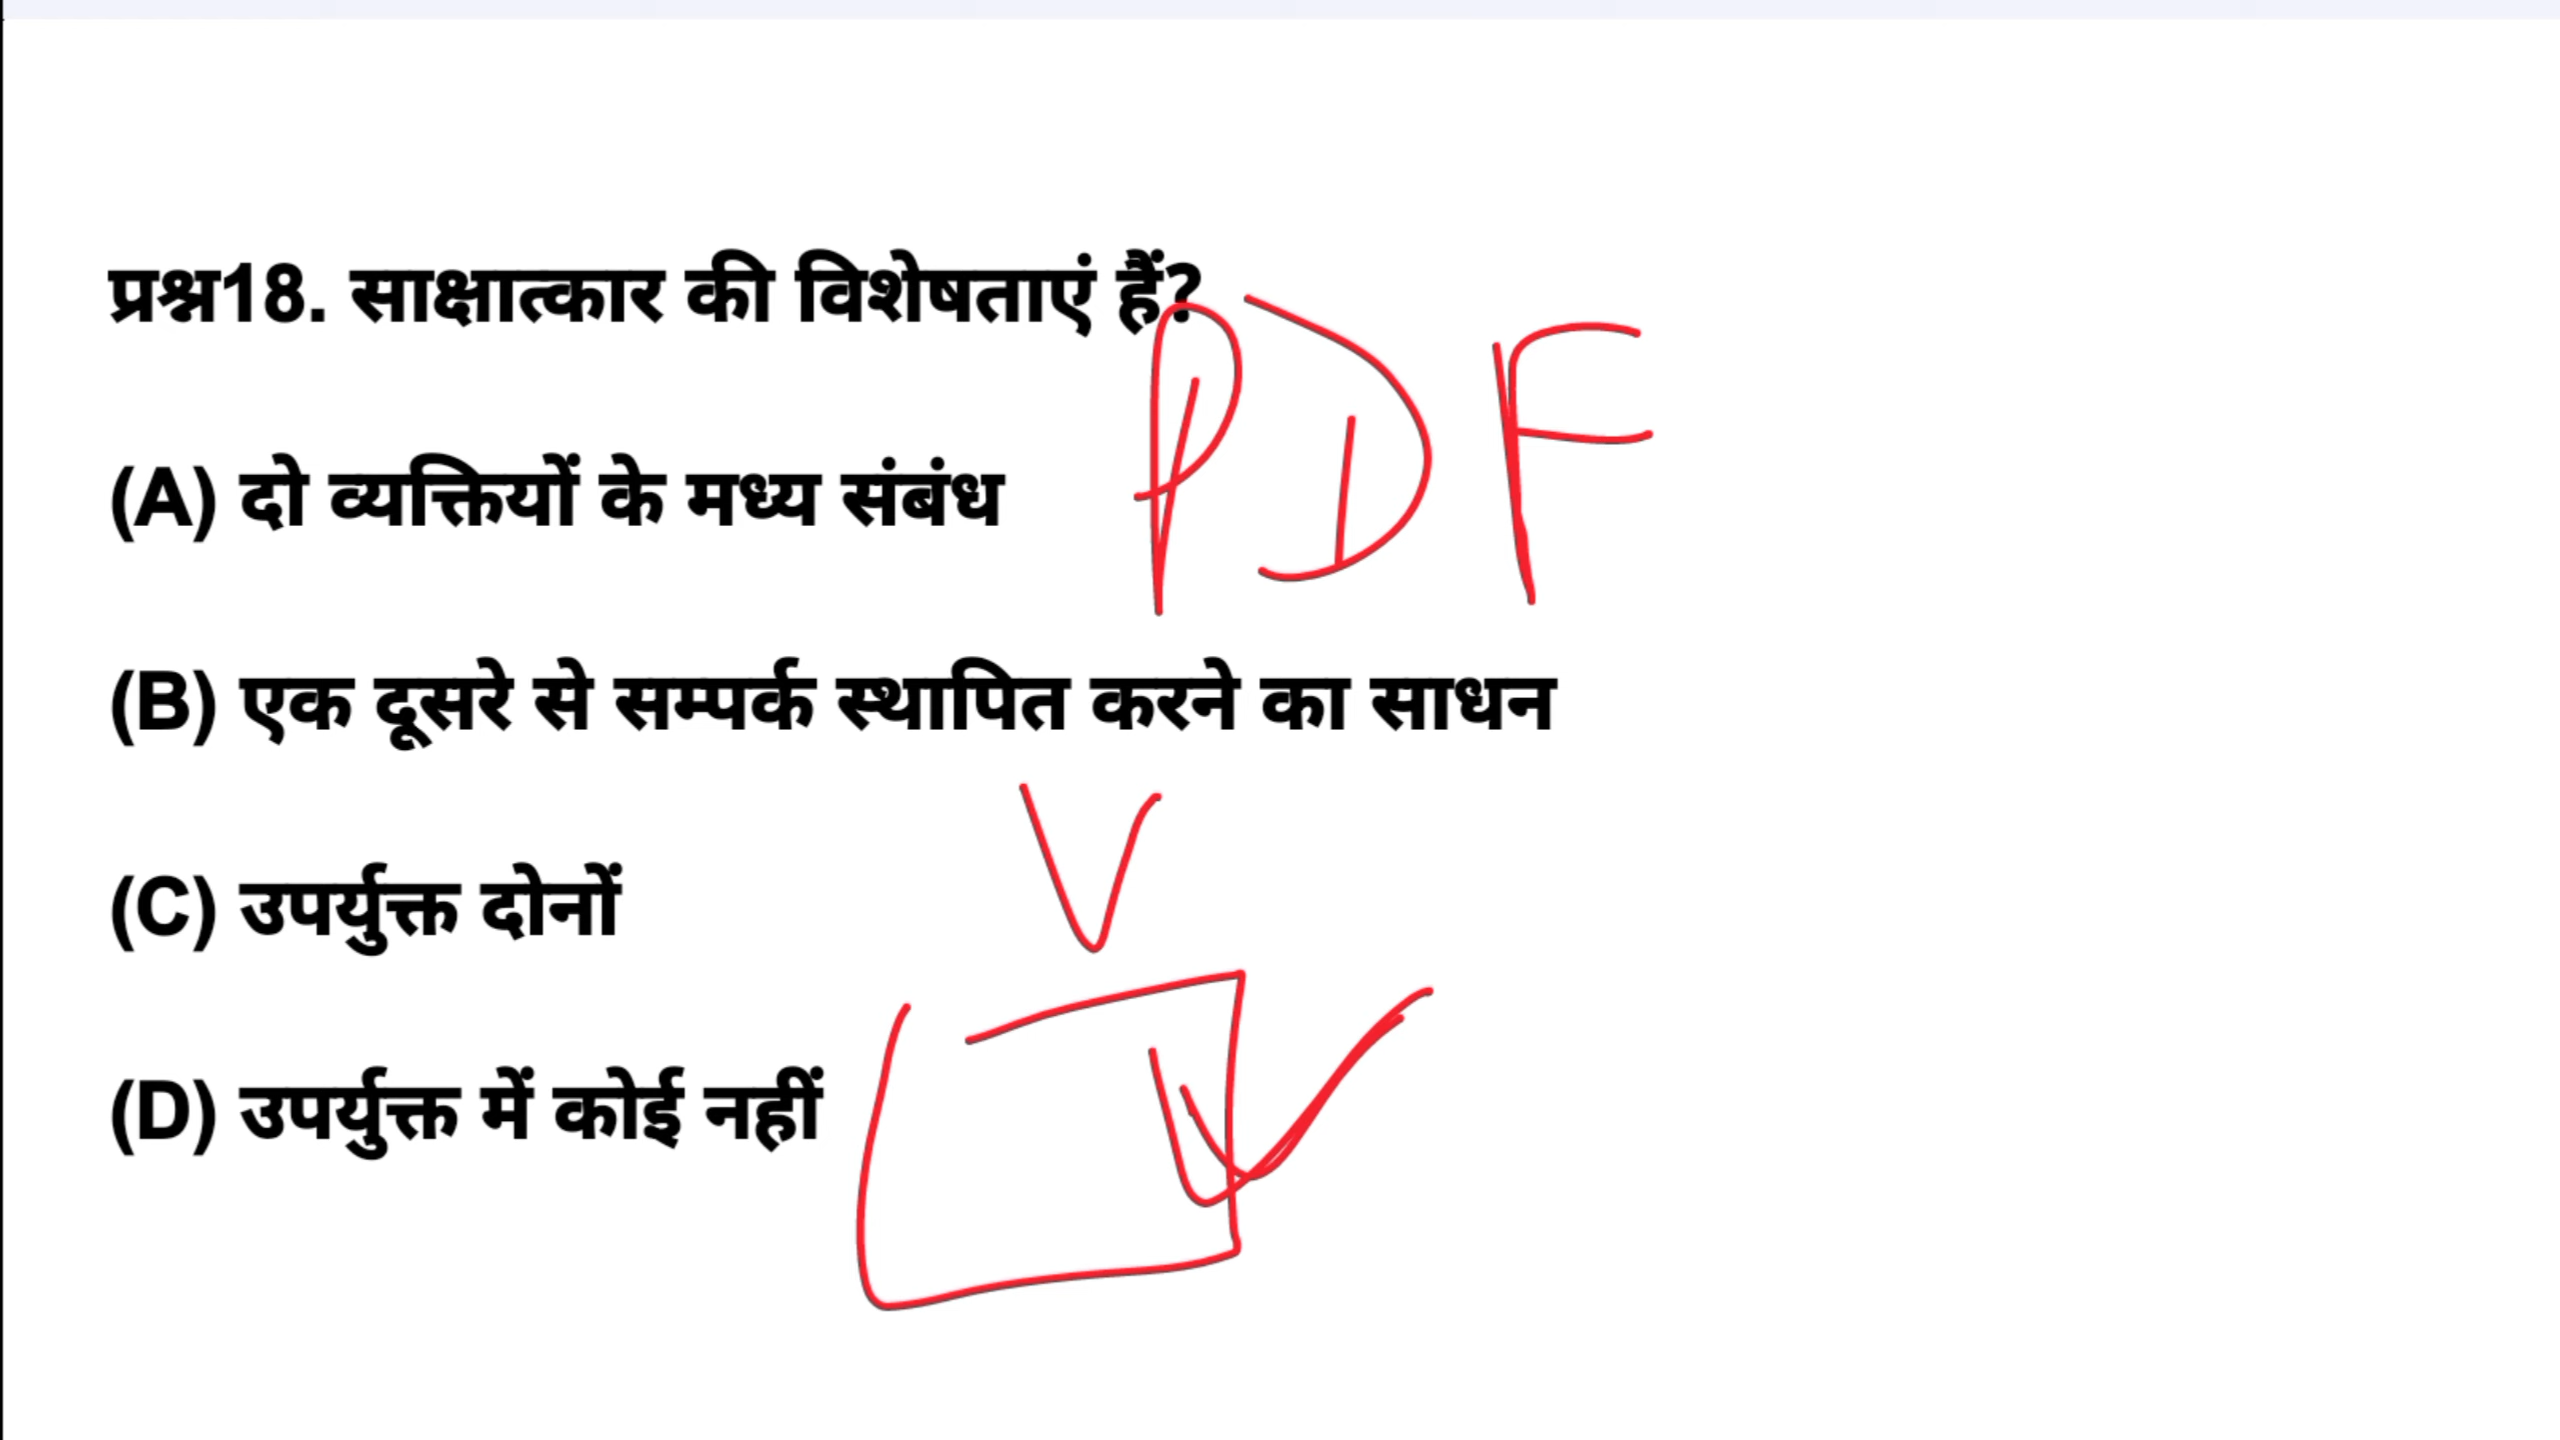 प्रश्न18. साक्षात्कार की विशेषताएं हैं?
PDF
(A) दो व्यक्तियों के मध्य संबंध
(B) एक दूसरे से सम्पर्क स्थापित करने का साधन
(C) उपर्युक्त दोनों
(D) उपर्युक्त में कोई नहीं